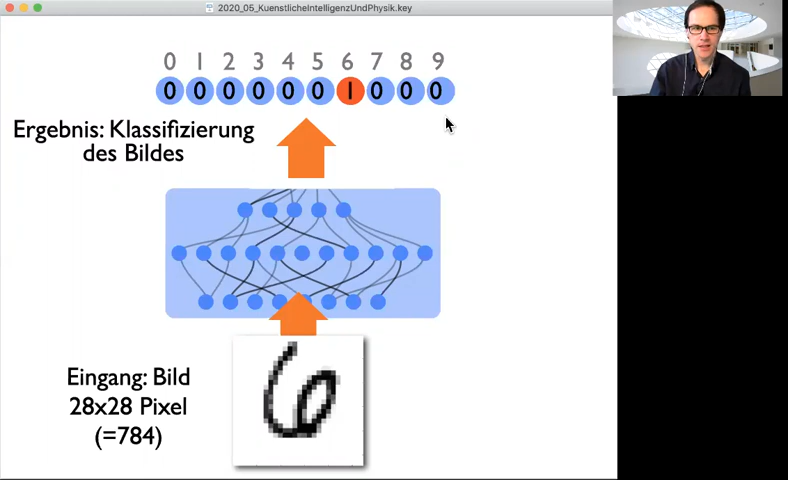 2020_05_KuenstlicheIntelligenzUndPhysik.key
0 1 2 3 4 5 6 7 8 9
0 0 0 0 0 0 1 0 0 0
Ergebnis: Klassifizierung
des Bildes
Eingang: Bild
28x28 Pixel
(=784)
6